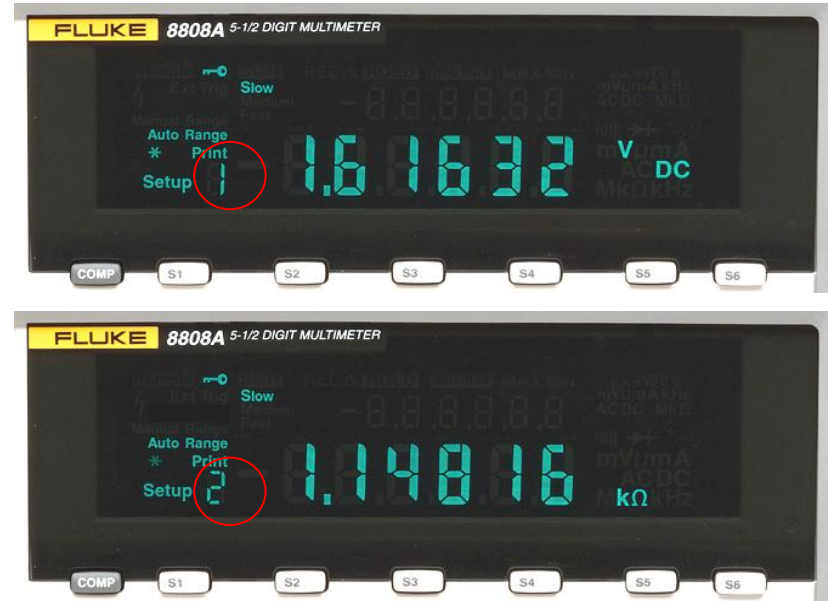 FLUKE 8808A 5-1/2 DIGIT MULTIMETER
Slow
Auto Range
* Print
Setup 1 1.61632 V DC
COMP S1 S2 S3 S4 S5 S6
FLUKE 8808A 5-1/2 DIGIT MULTIMETER
Slow
Auto Range
* Print
Setup 2 1.14816 kΩ
COMP S1 S2 S3 S4 S5 S6